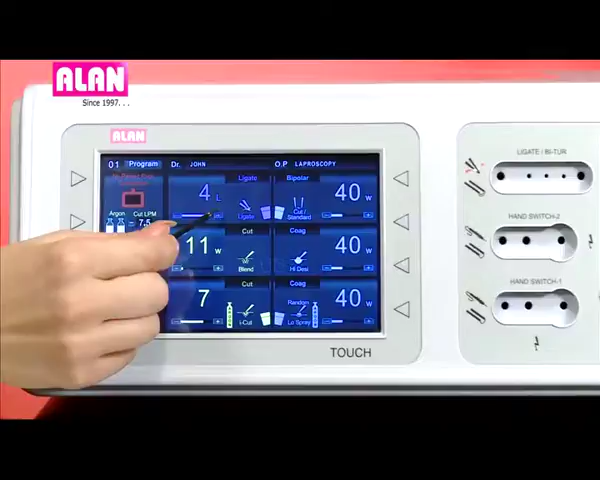 ALAN
Since 1997. . .
ALAN
01 Program Dr. JOHN O.P LAPROSCOPY
Ligate Bipolar
4 L 40 w
Argon Cut LPM
Ligate Cut/ Standard
7.5
Cut Coag
11 w 40 w
Blend HI Desi
Cut Coag
7 Random 40 w
i-Cut Lo Spray
TOUCH
LIGATE / BI-TUR
HAND SWITCH-2
HAND SWITCH-1